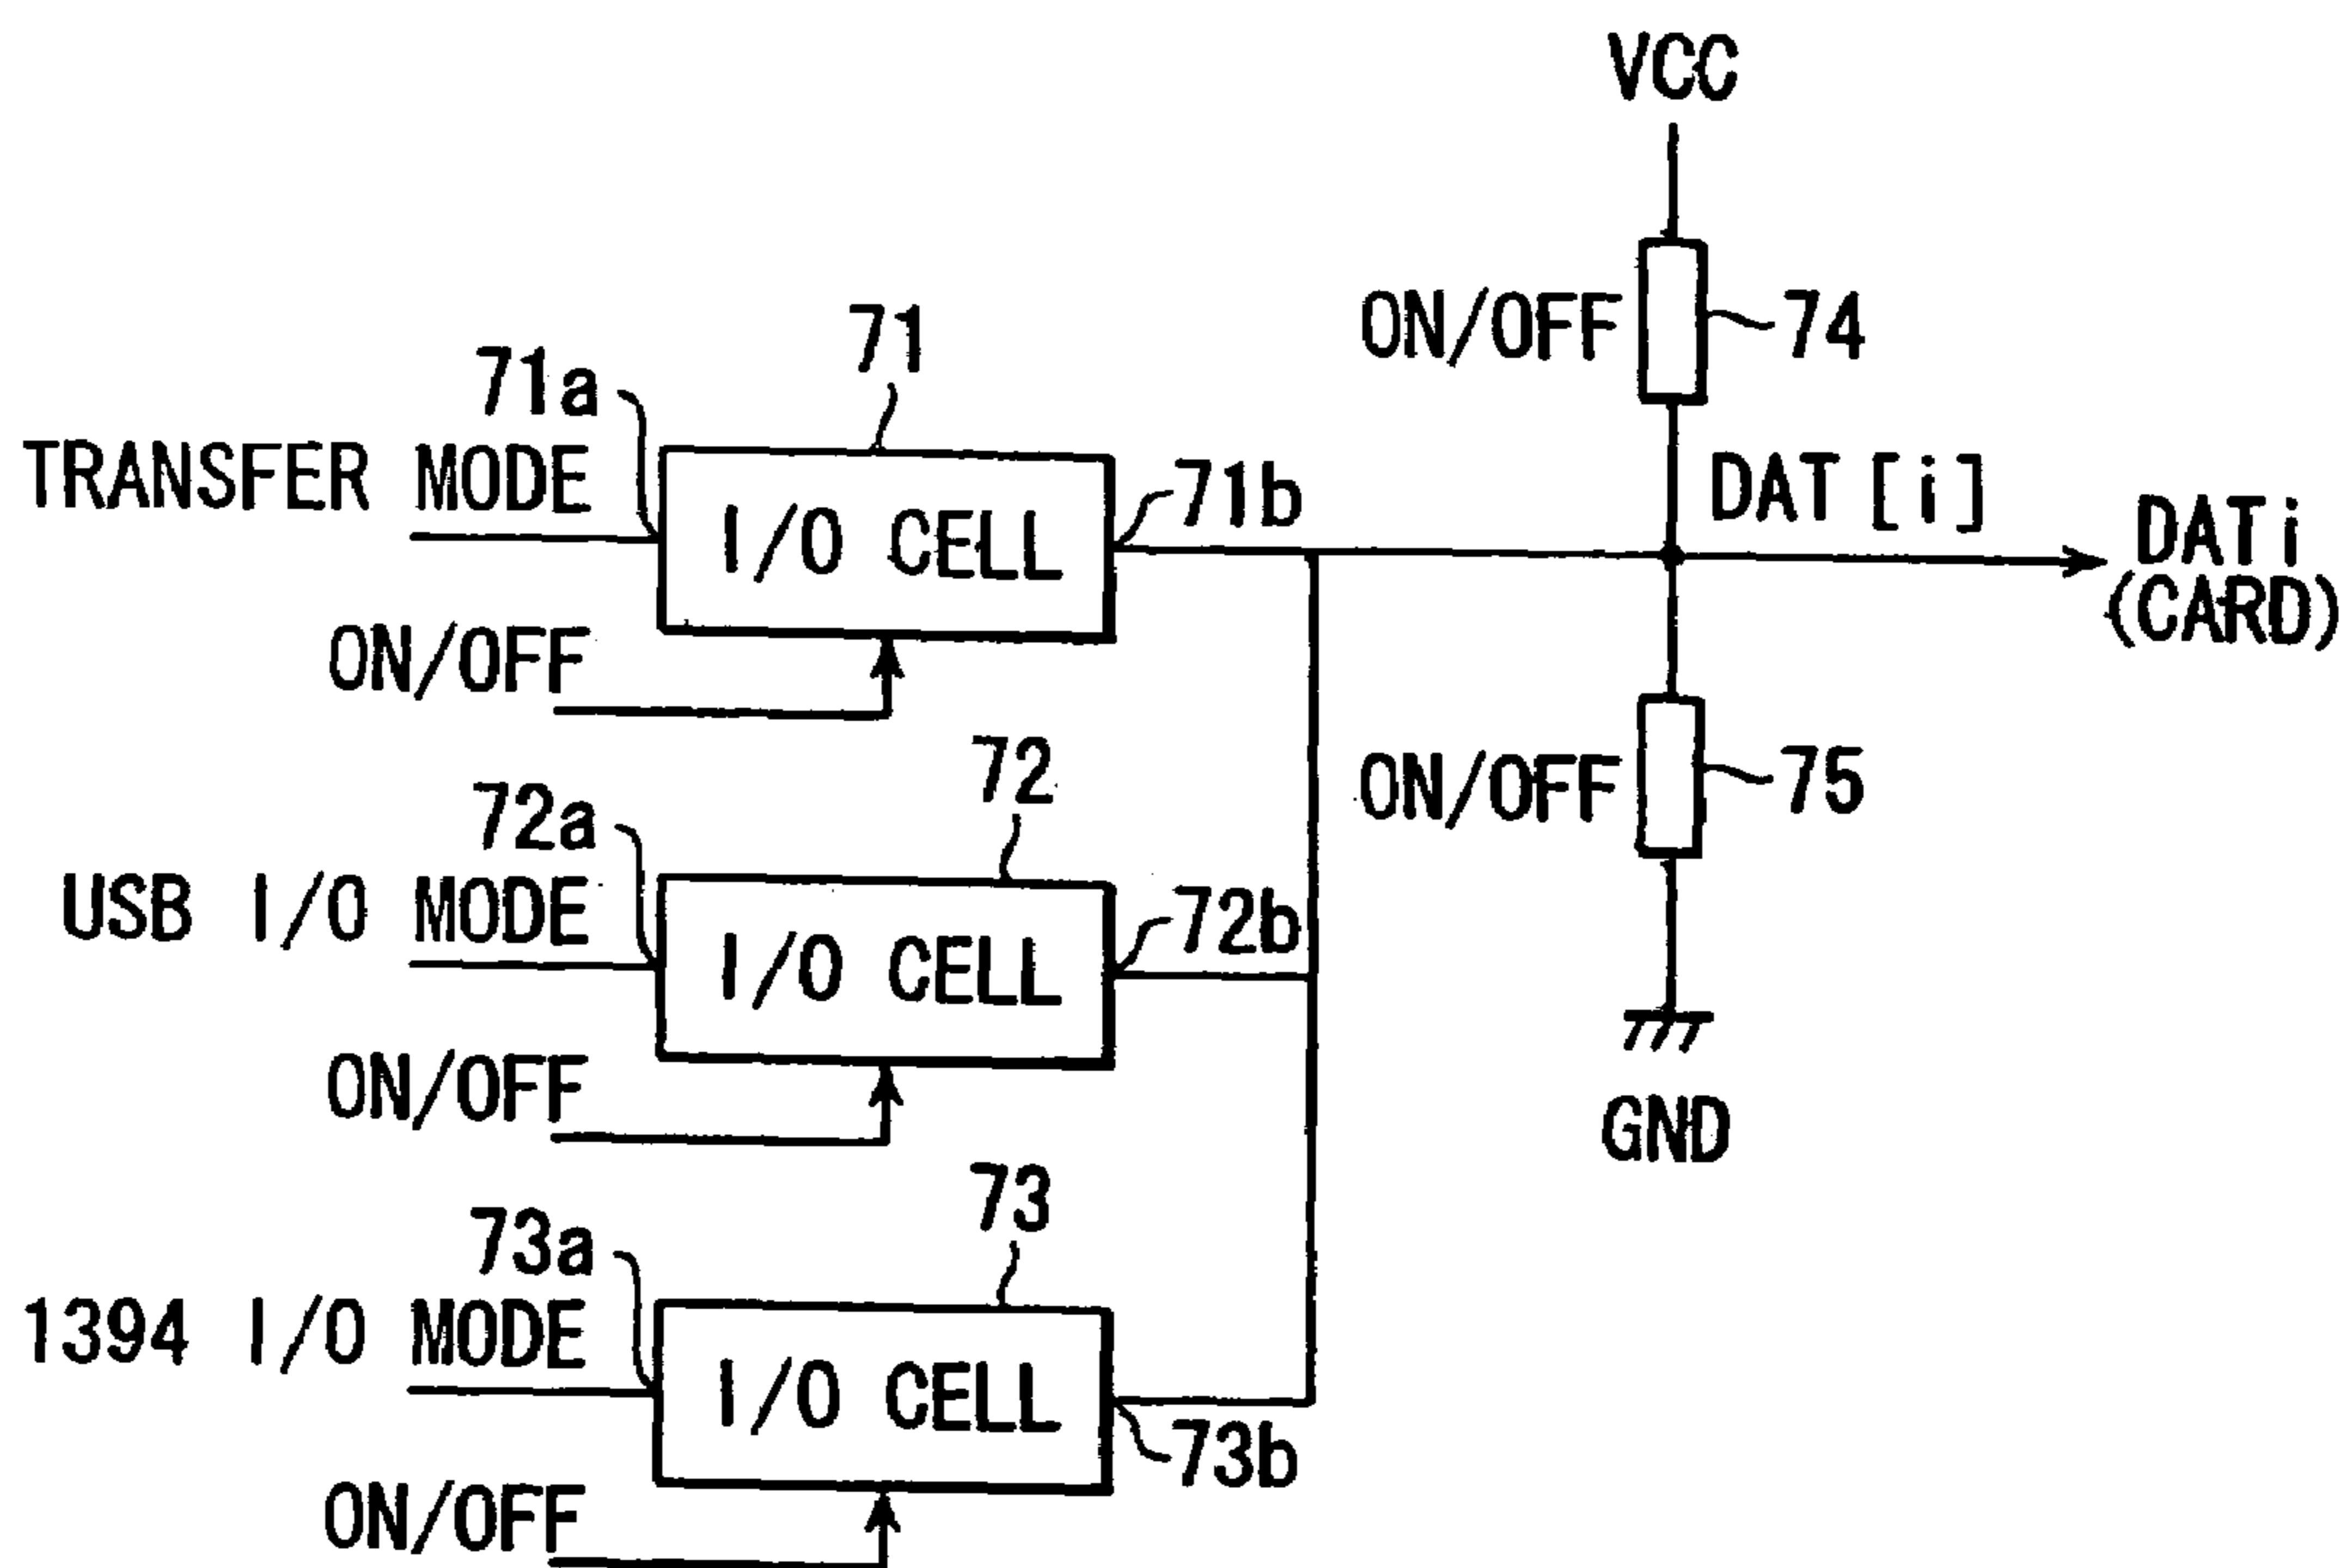 VCC
ON/OFF
74
71
71a
TRANSFER MODE
I/O CELL
71b
DAT[i]
DATi
(CARD)
ON/OFF
72
72a
ON/OFF
75
USB I/O MODE
I/O CELL
72b
ON/OFF
GND
73
73a
1394 I/O MODE
I/O CELL
73b
ON/OFF